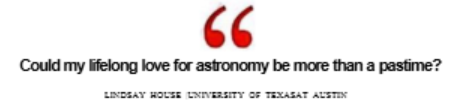 Could my lifelong love for astronomy be more than a pastime?
LINDSAY HOUSE |UNIVERSITY OF TEXASAT AUSTIN